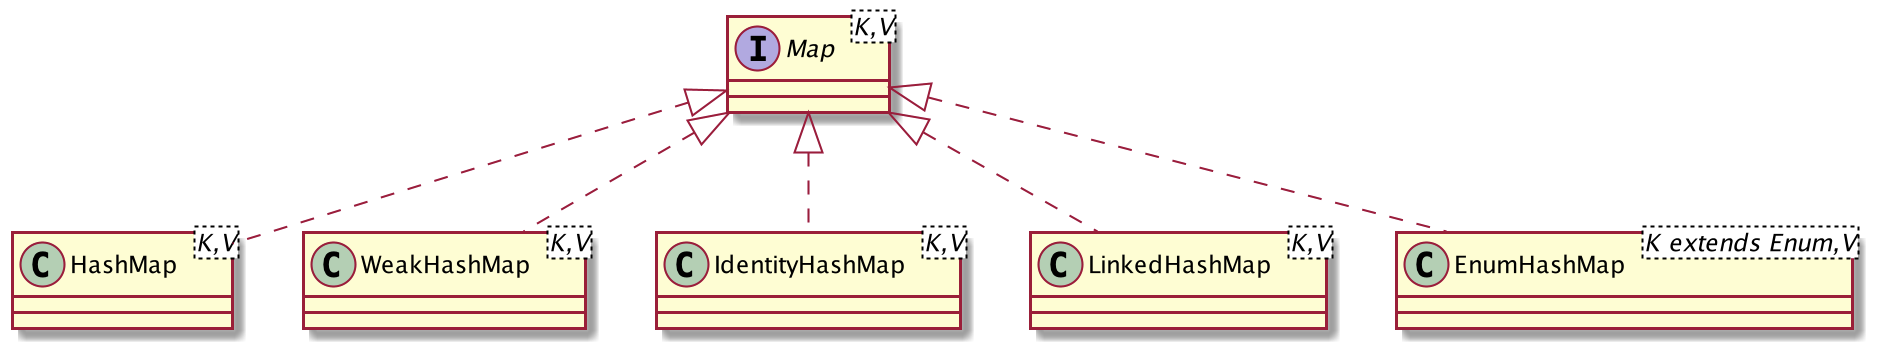 K,V
I Map
K,V
C HashMap
K,V
C WeakHashMap
K,V
C IdentityHashMap
K,V
C LinkedHashMap
K extends Enum,V
C EnumHashMap